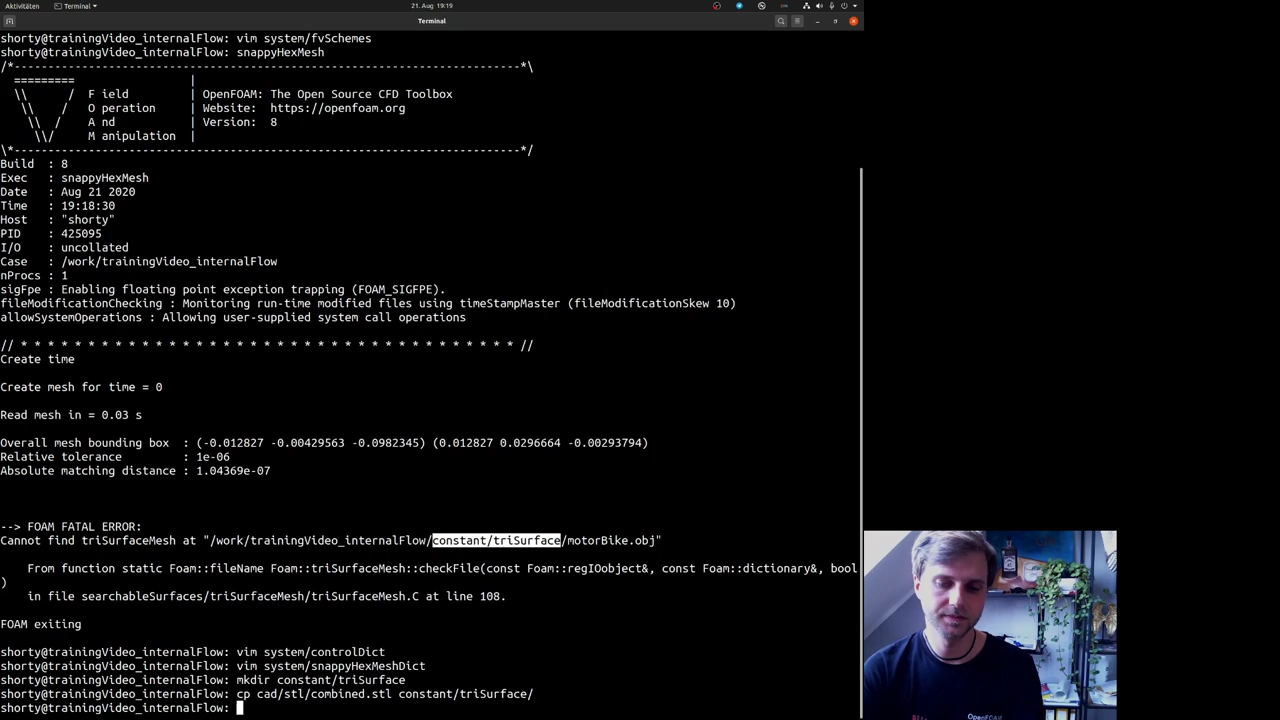 Aktivitäten
Terminal
21. Aug 19:19
Terminal
shorty@trainingVideo_internalFlow: vim system/fvSchemes
shorty@trainingVideo_internalFlow: snappyHexMesh
/*---------------------------------------------------------------------------*\
  =========                 |
  \\      /  F ield         | OpenFOAM: The Open Source CFD Toolbox
   \\    /   O peration     | Website:  https://openfoam.org
    \\  /    A nd           | Version:  8
     \\/     M anipulation  |
\*---------------------------------------------------------------------------*/
Build  : 8
Exec   : snappyHexMesh
Date   : Aug 21 2020
Time   : 19:18:30
Host   : "shorty"
PID    : 425095
I/O    : uncollated
Case   : /work/trainingVideo_internalFlow
nProcs : 1
sigFpe : Enabling floating point exception trapping (FOAM_SIGFPE).
fileModificationChecking : Monitoring run-time modified files using timeStampMaster (fileModificationSkew 10)
allowSystemOperations : Allowing user-supplied system call operations
// * * * * * * * * * * * * * * * * * * * * * * * * * * * * * * * * * * * * * //
Create time
Create mesh for time = 0
Read mesh in = 0.03 s
Overall mesh bounding box  : (-0.012827 -0.00429563 -0.0982345) (0.012827 0.0296664 -0.00293794)
Relative tolerance         : 1e-06
Absolute matching distance : 1.04369e-07
--> FOAM FATAL ERROR:
Cannot find triSurfaceMesh at "/work/trainingVideo_internalFlow/constant/triSurface/motorBike.obj"
    From function static Foam::fileName Foam::triSurfaceMesh::checkFile(const Foam::regIOobject&, const Foam::dictionary&, bool
)
    in file searchableSurfaces/triSurfaceMesh/triSurfaceMesh.C at line 108.
FOAM exiting
shorty@trainingVideo_internalFlow: vim system/controlDict
shorty@trainingVideo_internalFlow: vim system/snappyHexMeshDict
shorty@trainingVideo_internalFlow: mkdir constant/triSurface
shorty@trainingVideo_internalFlow: cp cad/stl/combined.stl constant/triSurface/
shorty@trainingVideo_internalFlow:
OpenFOAM